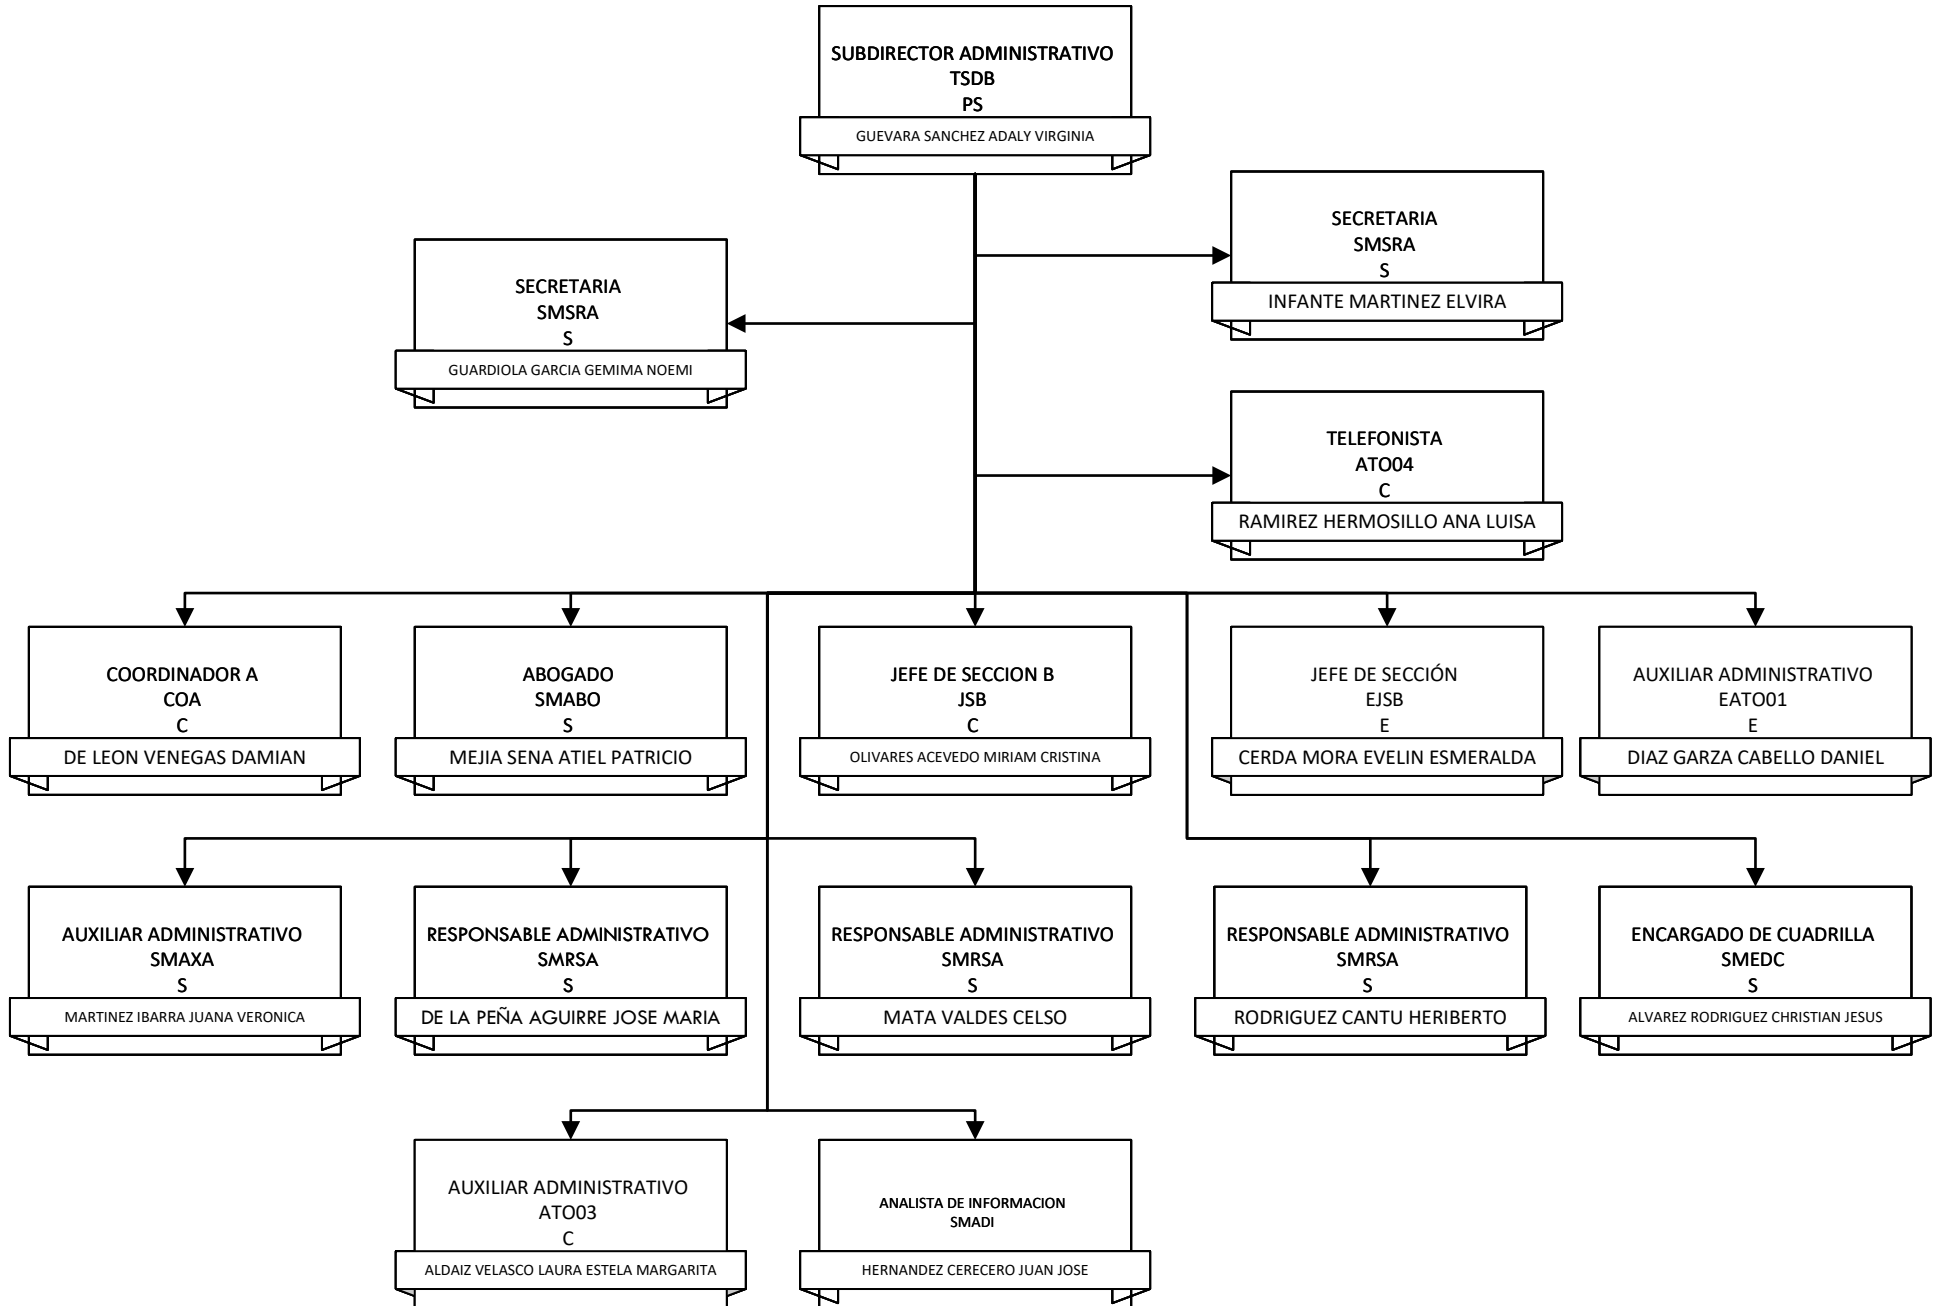 SUBDIRECTOR ADMINISTRATIVO
TSDB
PS
GUEVARA SANCHEZ ADALY VIRGINIA
SECRETARIA
SMSRA
S
INFANTE MARTINEZ ELVIRA
SECRETARIA
SMSRA
S
GUARDIOLA GARCIA GEMIMA NOEMI
TELEFONISTA
ATO04
C
RAMIREZ HERMOSILLO ANA LUISA
COORDINADOR A
COA
C
DE LEON VENEGAS DAMIAN
ABOGADO
SMABO
S
MEJIA SENA ATIEL PATRICIO
JEFE DE SECCION B
JSB
C
OLIVARES ACEVEDO MIRIAM CRISTINA
JEFE DE SECCIÓN
EJSB
E
CERDA MORA EVELIN ESMERALDA
AUXILIAR ADMINISTRATIVO
EATO01
E
DIAZ GARZA CABELLO DANIEL
AUXILIAR ADMINISTRATIVO
SMAXA
S
MARTINEZ IBARRA JUANA VERONICA
RESPONSABLE ADMINISTRATIVO
SMRSA
S
DE LA PEÑA AGUIRRE JOSE MARIA
RESPONSABLE ADMINISTRATIVO
SMRSA
S
MATA VALDES CELSO
RESPONSABLE ADMINISTRATIVO
SMRSA
S
RODRIGUEZ CANTU HERIBERTO
ENCARGADO DE CUADRILLA
SMEDC
S
ALVAREZ RODRIGUEZ CHRISTIAN JESUS
AUXILIAR ADMINISTRATIVO
ATO03
C
ALDAIZ VELASCO LAURA ESTELA MARGARITA
ANALISTA DE INFORMACION
SMADI
HERNANDEZ CERECERO JUAN JOSE